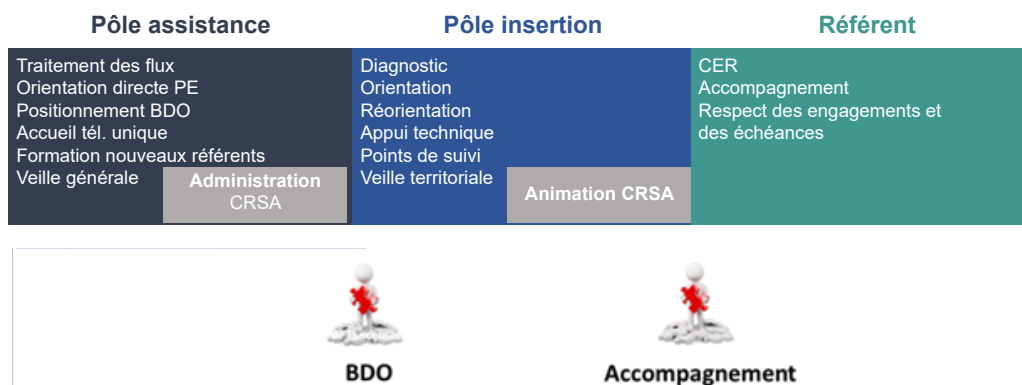 Pôle assistance
Pôle insertion
Référent
Traitement des flux
Orientation directe PE
Positionnement BDO
Accueil tél. unique
Formation nouveaux référents
Veille générale
Administration
CRSA
Diagnostic
Orientation
Réorientation
Appui technique
Points de suivi
Veille territoriale
Animation CRSA
CER
Accompagnement
Respect des engagements et
des échéances
BDO
Accompagnement